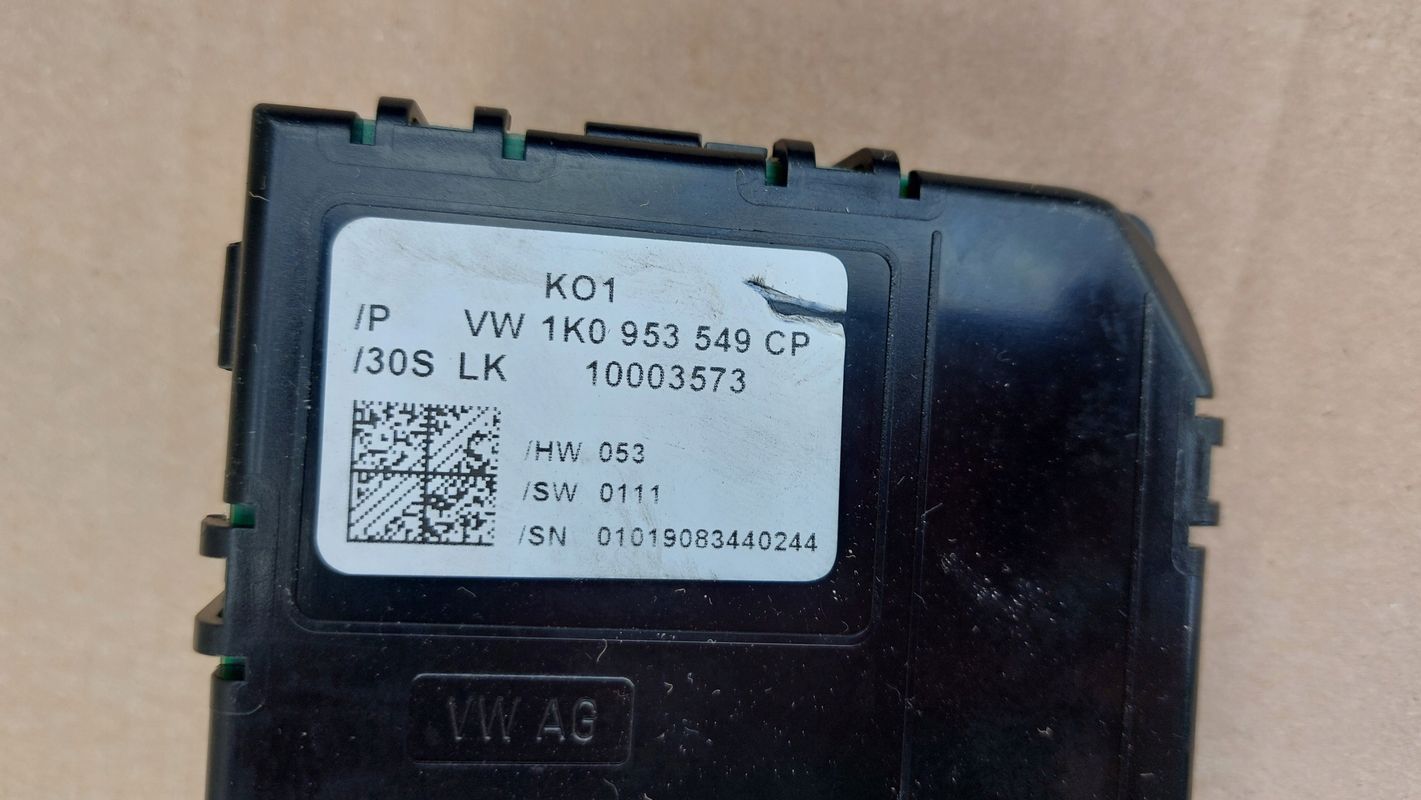 KO1
/P VW 1K0 953 549 CP
/30S LK 10003573
/HW 053
/SW 0111
/SN 01019083440244
VW AG